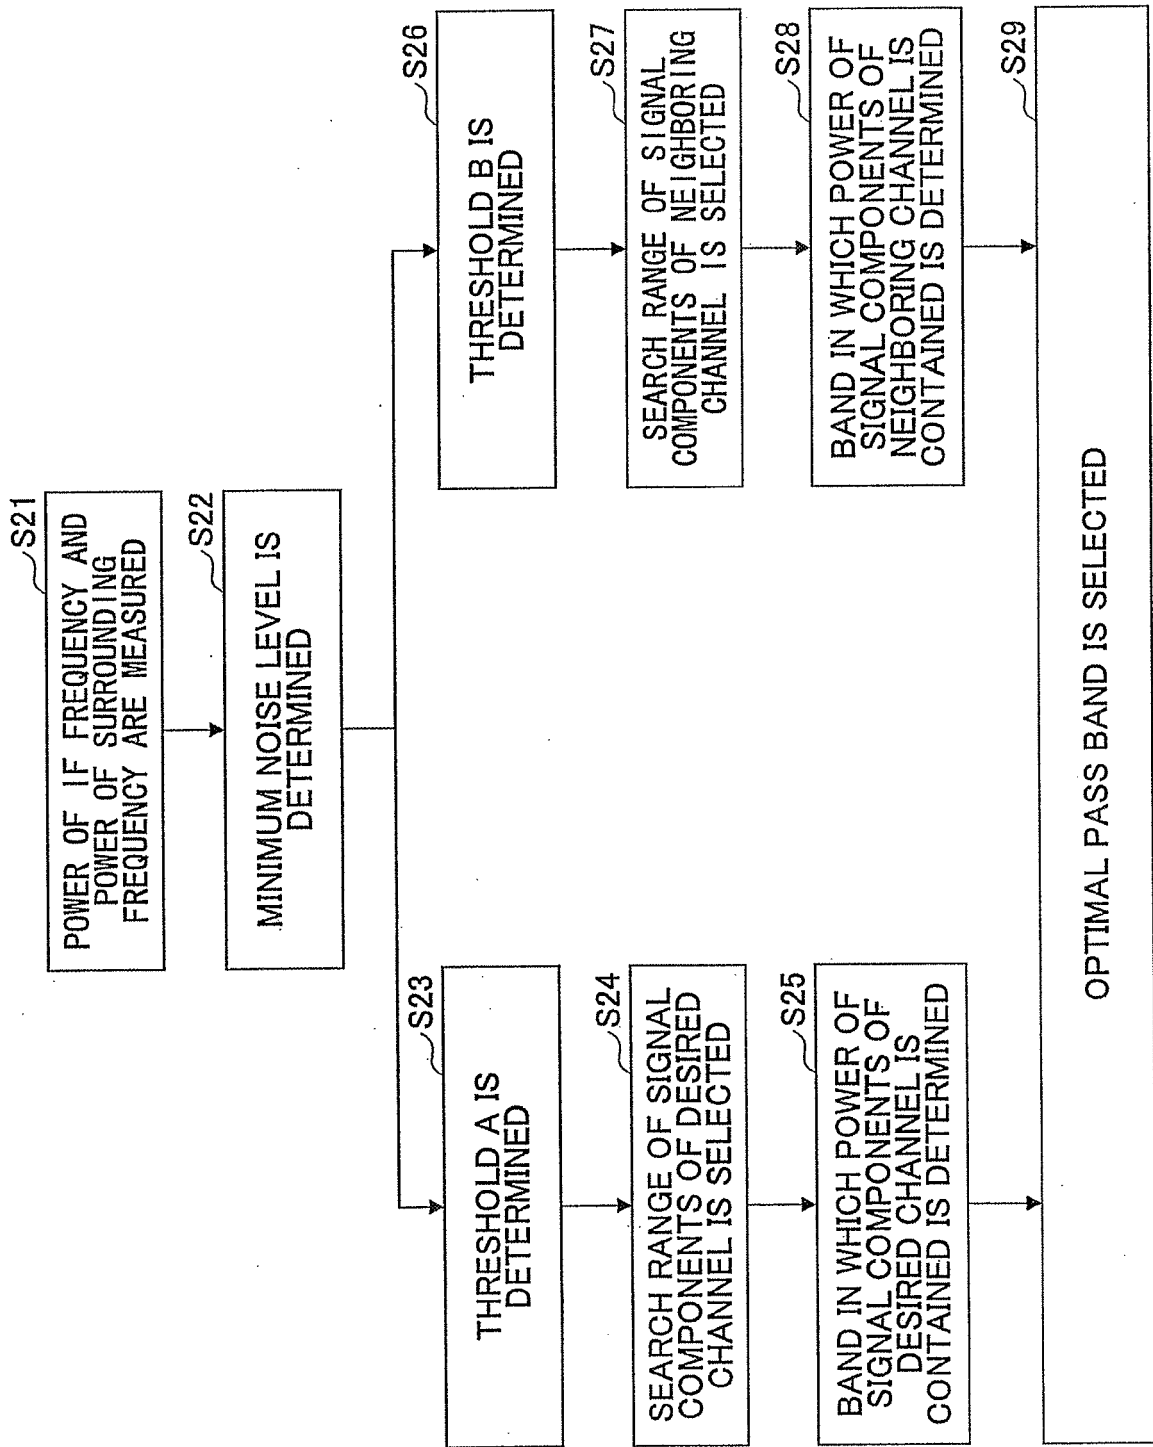 S21
POWER OF IF FREQUENCY AND
POWER OF SURROUNDING
FREQUENCY ARE MEASURED
S22
MINIMUM NOISE LEVEL IS
DETERMINED
S23
THRESHOLD A IS
DETERMINED
S24
SEARCH RANGE OF SIGNAL
COMPONENTS OF DESIRED
CHANNEL IS SELECTED
S25
BAND IN WHICH POWER OF
SIGNAL COMPONENTS OF
DESIRED CHANNEL IS
CONTAINED IS DETERMINED
S26
THRESHOLD B IS
DETERMINED
S27
SEARCH RANGE OF SIGNAL
COMPONENTS OF NEIGHBORING
CHANNEL IS SELECTED
S28
BAND IN WHICH POWER OF
SIGNAL COMPONENTS OF
NEIGHBORING CHANNEL IS
CONTAINED IS DETERMINED
S29
OPTIMAL PASS BAND IS SELECTED